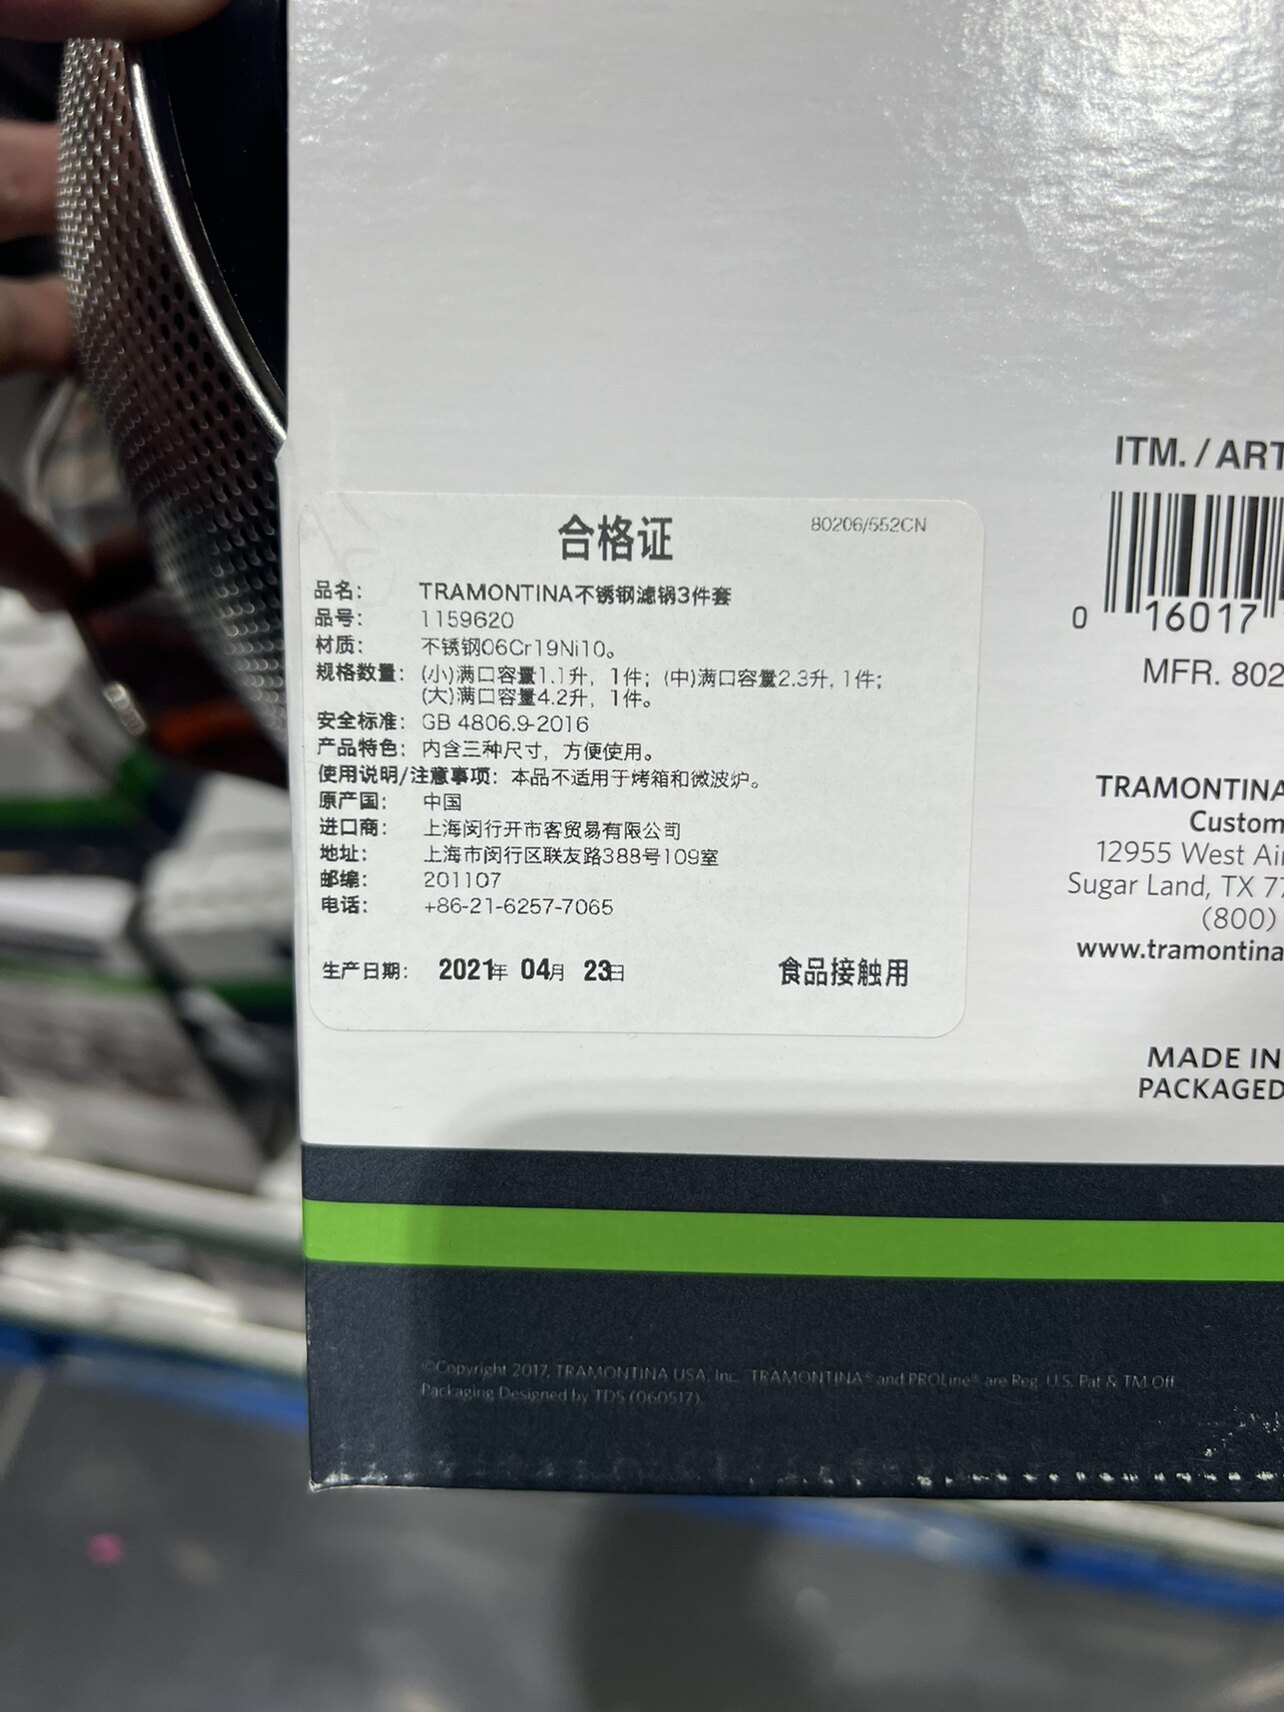 合格证
80206/552CN
品名： TRAMONTINA不锈钢滤锅3件套
品号： 1159620
材质： 不锈钢06Cr19Ni10。
规格数量： (小)满口容量1.1升，1件；(中)满口容量2.3升，1件；
(大)满口容量4.2升，1件。
安全标准： GB 4806.9-2016
产品特色： 内含三种尺寸，方便使用。
使用说明/注意事项：本品不适用于烤箱和微波炉。
原产国： 中国
进口商： 上海闵行开市客贸易有限公司
地址： 上海市闵行区联友路388号109室
邮编： 201107
电话： +86-21-6257-7065
生产日期： 2021年 04月 23日
食品接触用
ITM. / ART
0 16017
MFR. 802
TRAMONTINA
Custom
12955 West Air
Sugar Land, TX 77
(800)
www.tramontina
MADE IN
PACKAGED
©Copyright 2017, TRAMONTINA USA, Inc. TRAMONTINA® and PROLine® are Reg. U.S. Pat & TM Off.
Packaging Designed by TDS (060517).